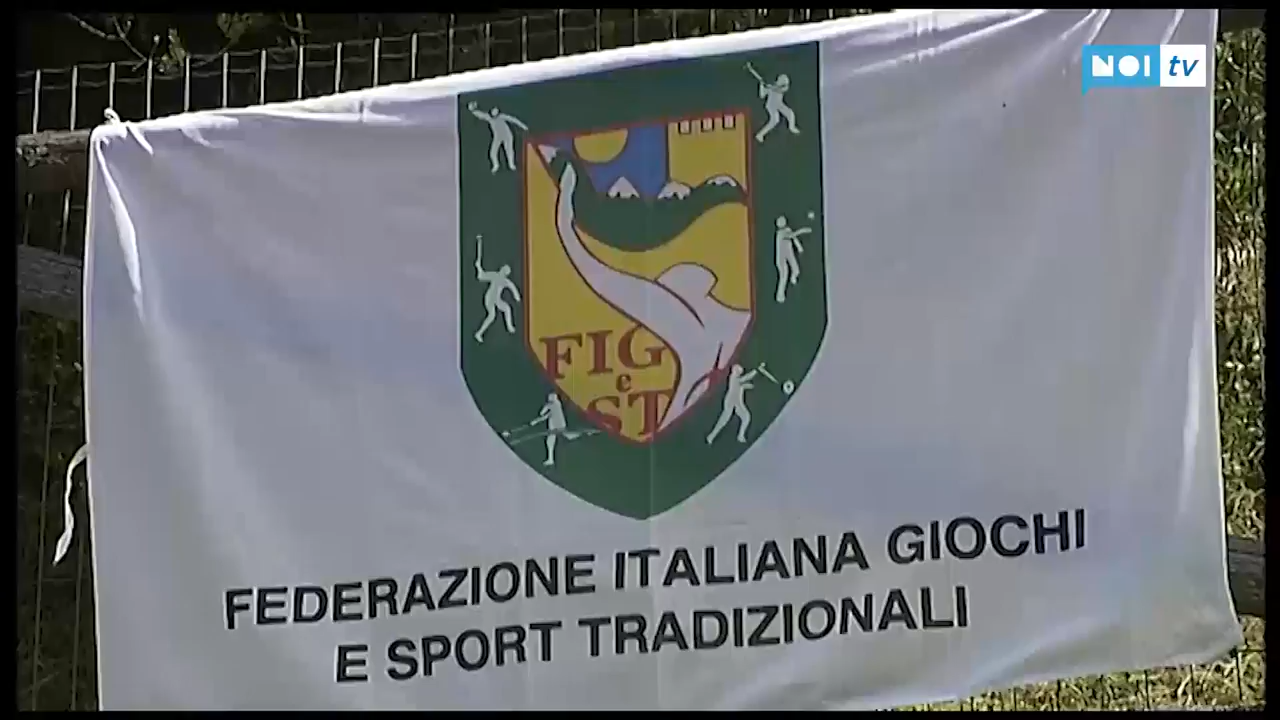 NOI tv
FIG
e
ST
FEDERAZIONE ITALIANA GIOCHI
E SPORT TRADIZIONALI